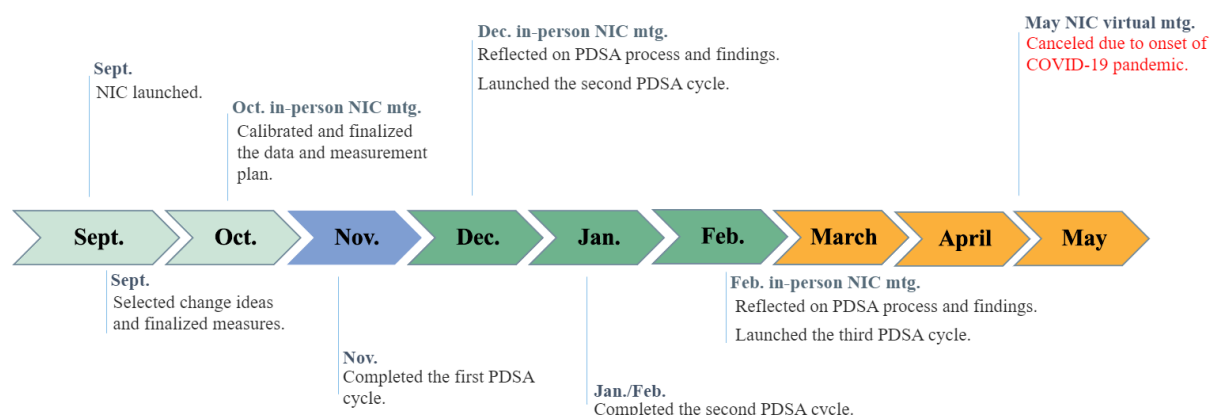 Sept.
NIC launched.
Oct. in-person NIC mtg.
Calibrated and finalized
the data and measurement
plan.
Dec. in-person NIC mtg.
Reflected on PDSA process and findings.
Launched the second PDSA cycle.
May NIC virtual mtg.
Canceled due to onset of
COVID-19 pandemic.
Sept.
Oct.
Nov.
Dec.
Jan.
Feb.
March
April
May
Sept.
Selected change ideas
and finalized measures.
Nov.
Completed the first PDSA
cycle.
Jan./Feb.
Completed the second PDSA cycle.
Feb. in-person NIC mtg.
Reflected on PDSA process and findings.
Launched the third PDSA cycle.